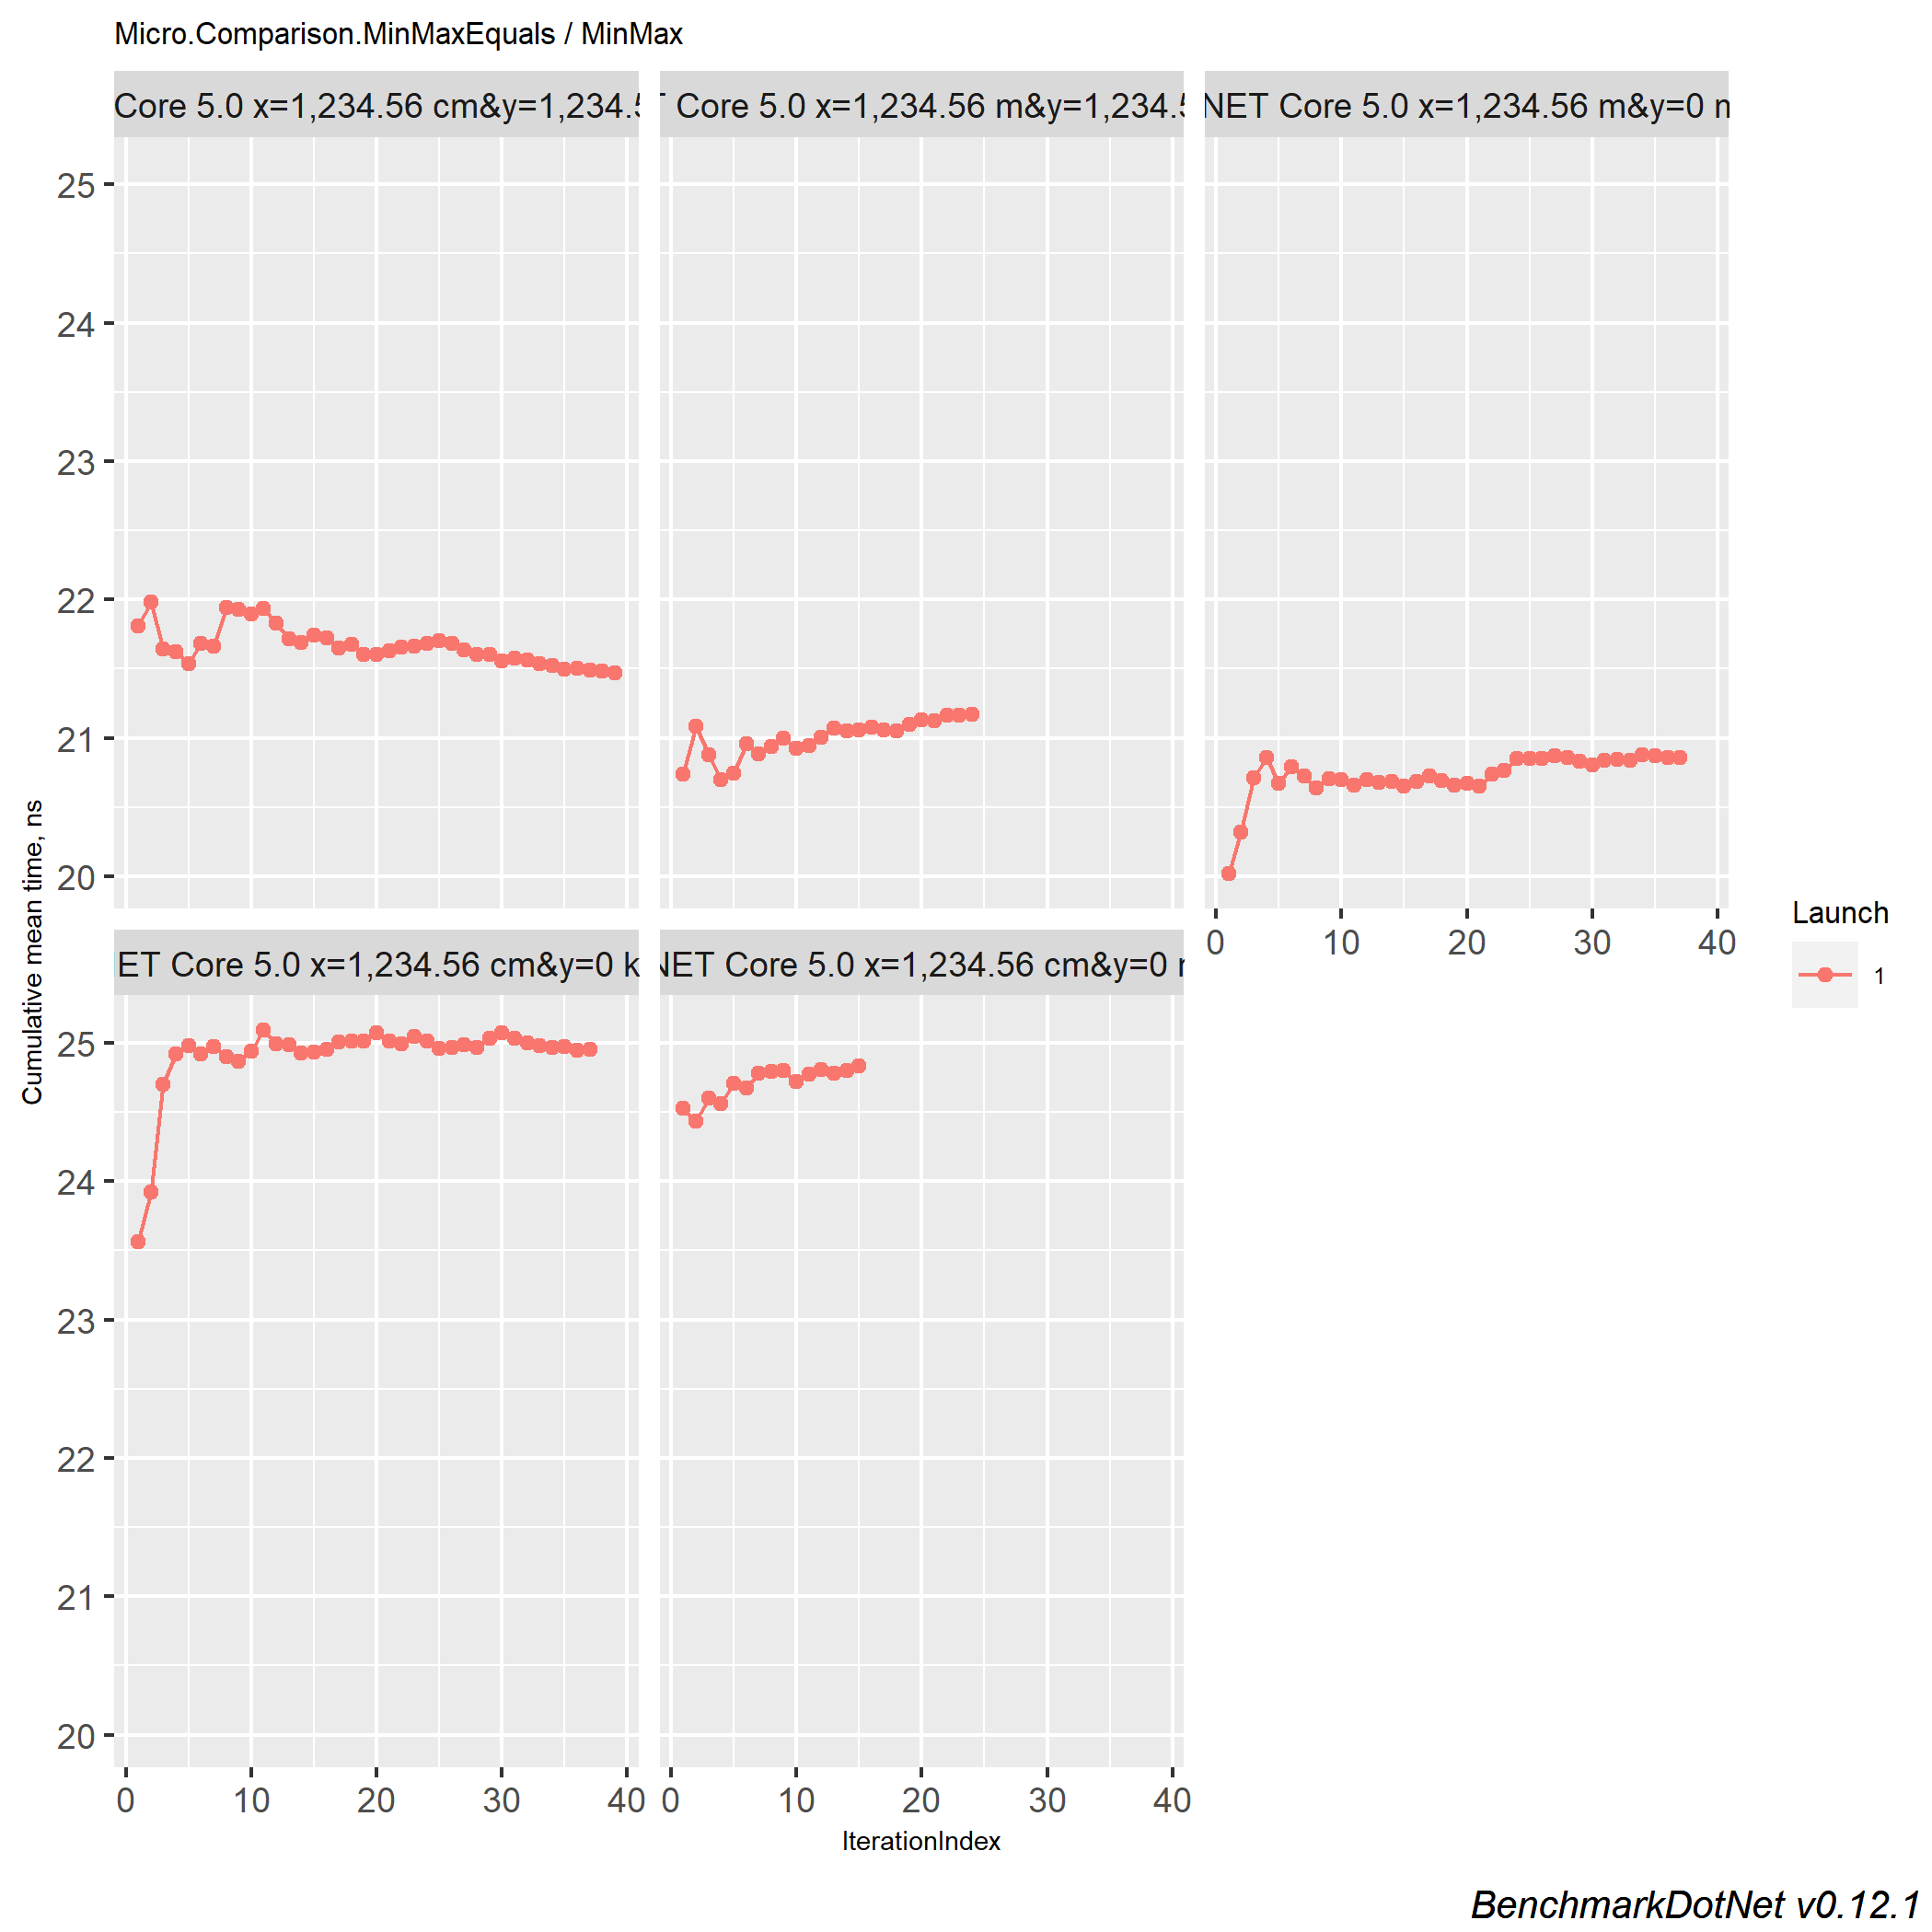 Micro.Comparison.MinMaxEquals / MinMax
Core 5.0 x=1,234.56 cm&y=1,234.5
Core 5.0 x=1,234.56 m&y=1,234.5
NET Core 5.0 x=1,234.56 m&y=0
25
24
23
22
21
20
0 10 20 30 40
ET Core 5.0 x=1,234.56 cm&y=0 k
NET Core 5.0 x=1,234.56 cm&y=0
25
24
23
22
21
20
0 10 20 30 40
0 10 20 30 40
Cumulative mean time, ns
IterationIndex
Launch
1
BenchmarkDotNet v0.12.1